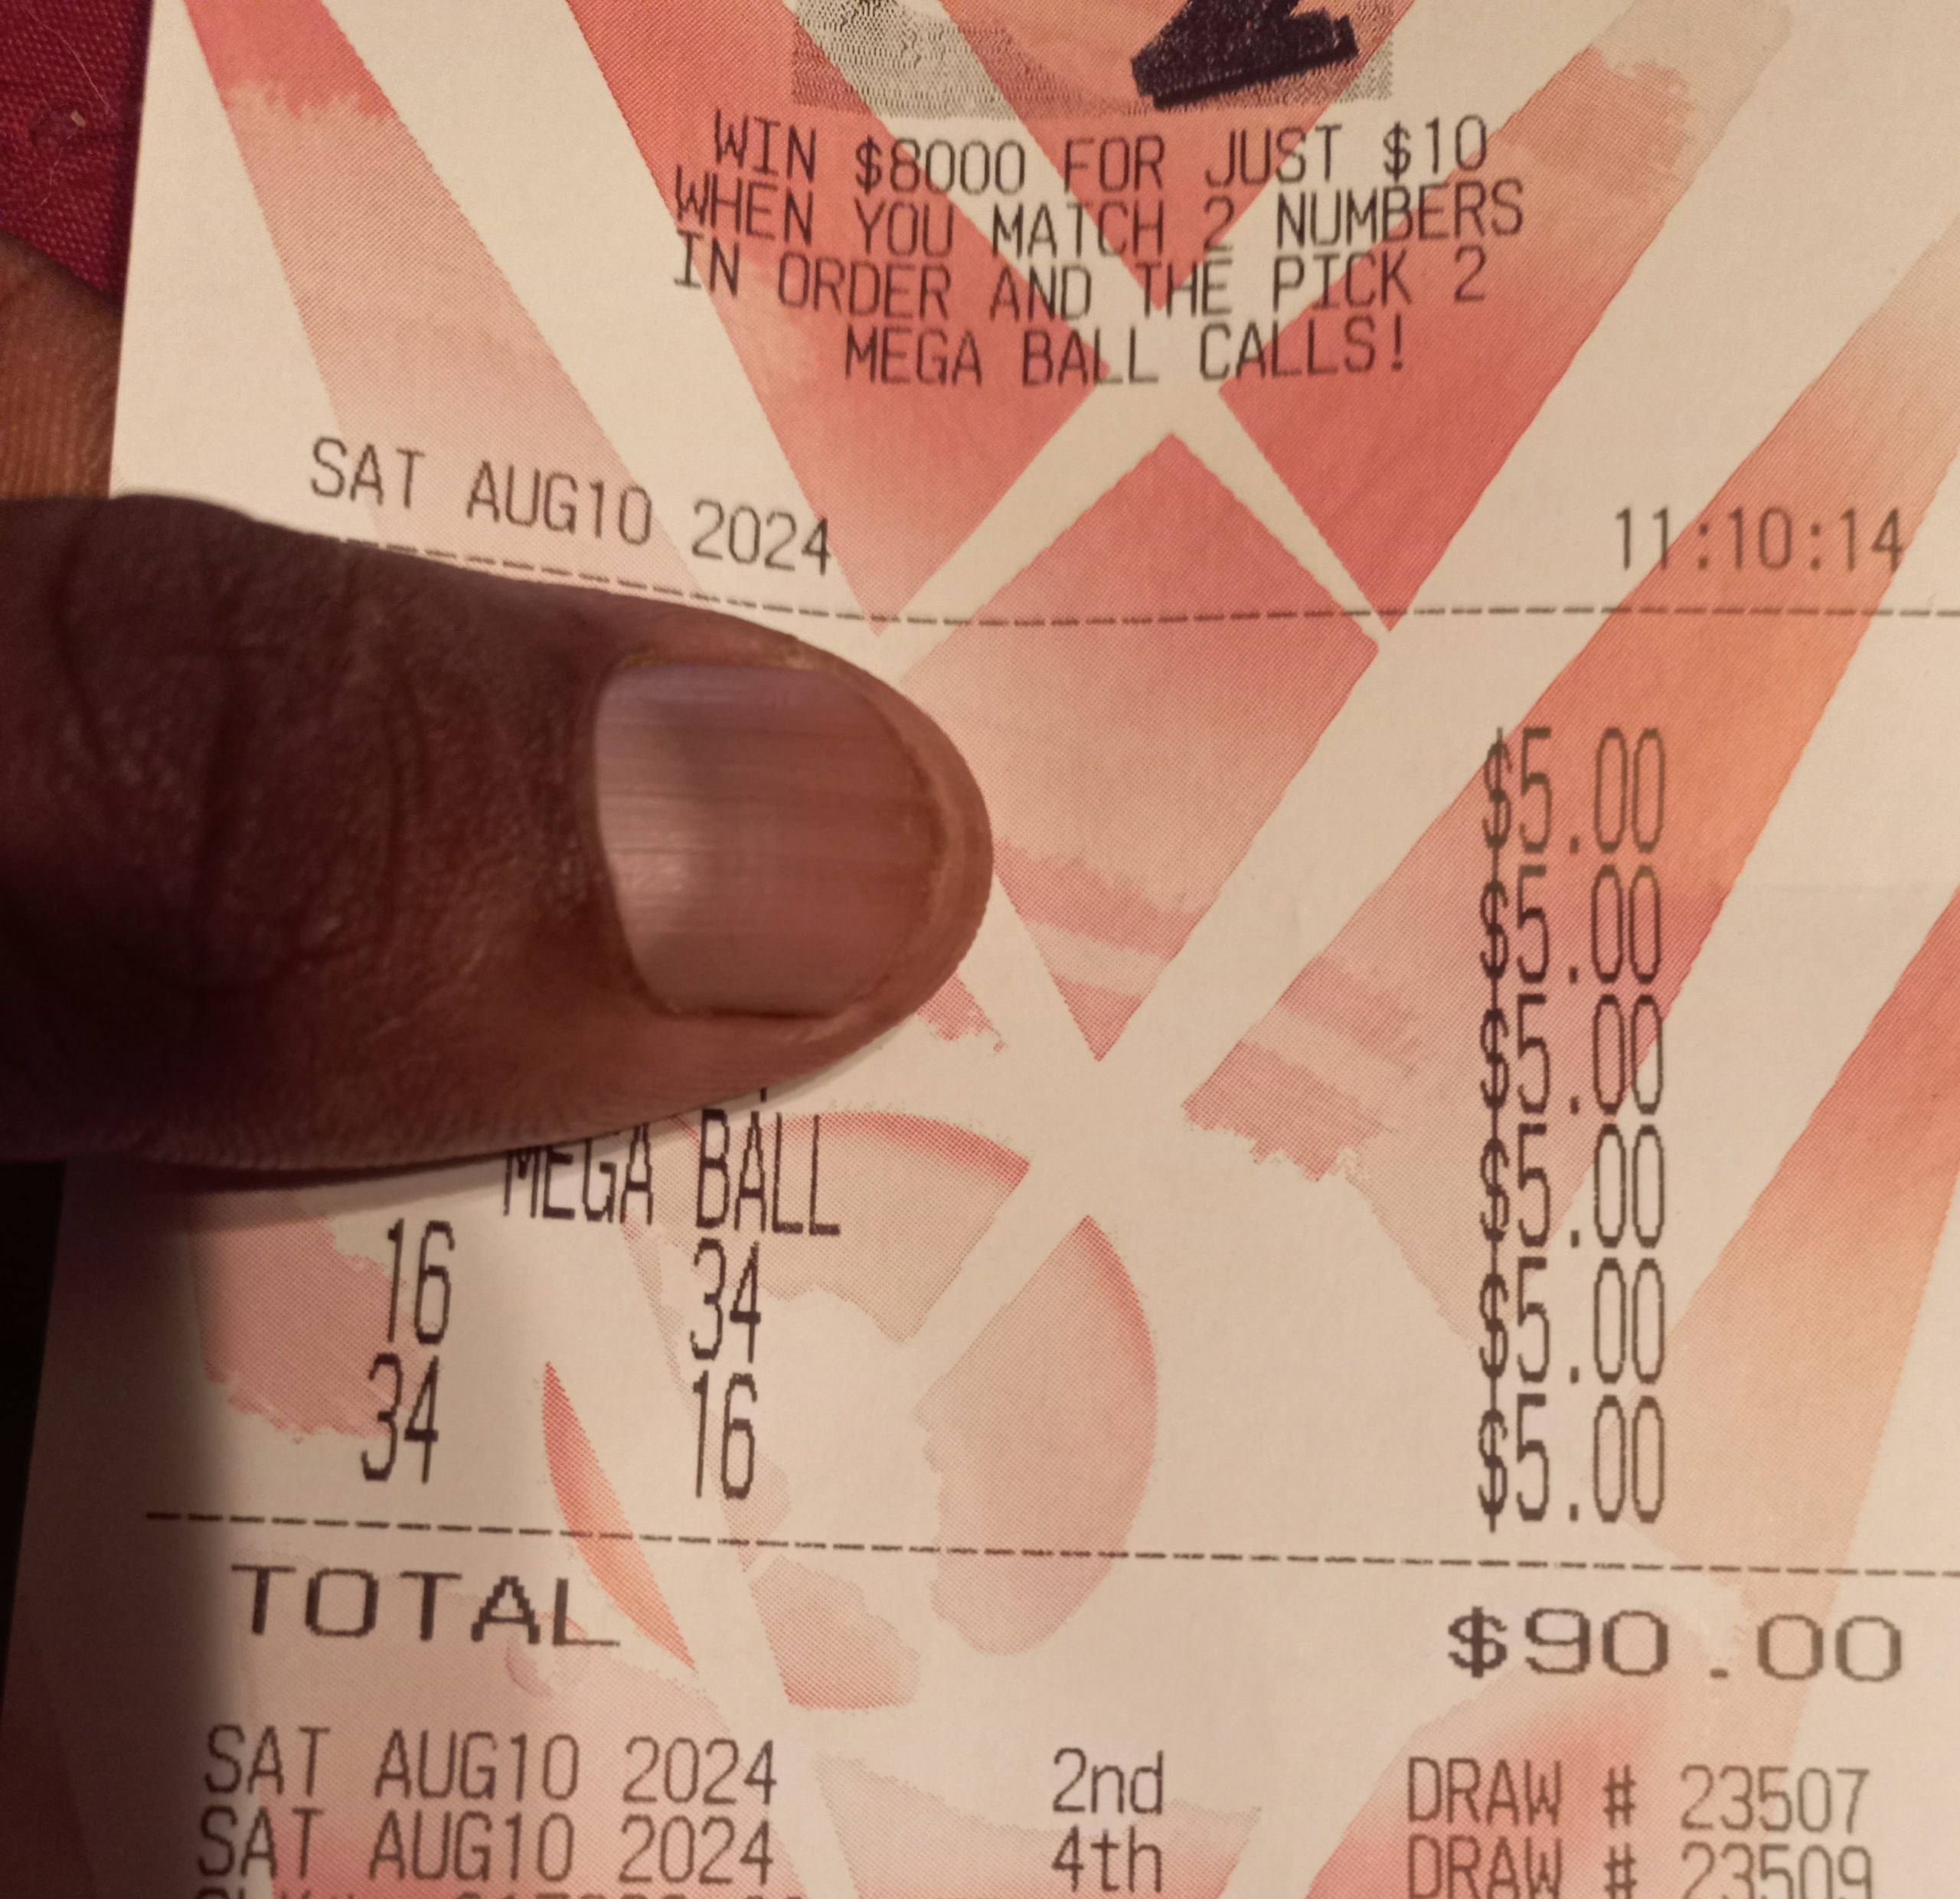 WIN $8000 FOR JUST $10
WHEN YOU MATCH 2 NUMBERS
IN ORDER AND THE PICK 2
MEGA BALL CALLS!
SAT AUG10 2024 11:10:14
$5.00
$5.00
$5.00
MEGA BALL $5.00
16 34 $5.00
34 16 $5.00
TOTAL $90.00
SAT AUG10 2024 2nd DRAW # 23507
SAT AUG10 2024 4th DRAW # 23509